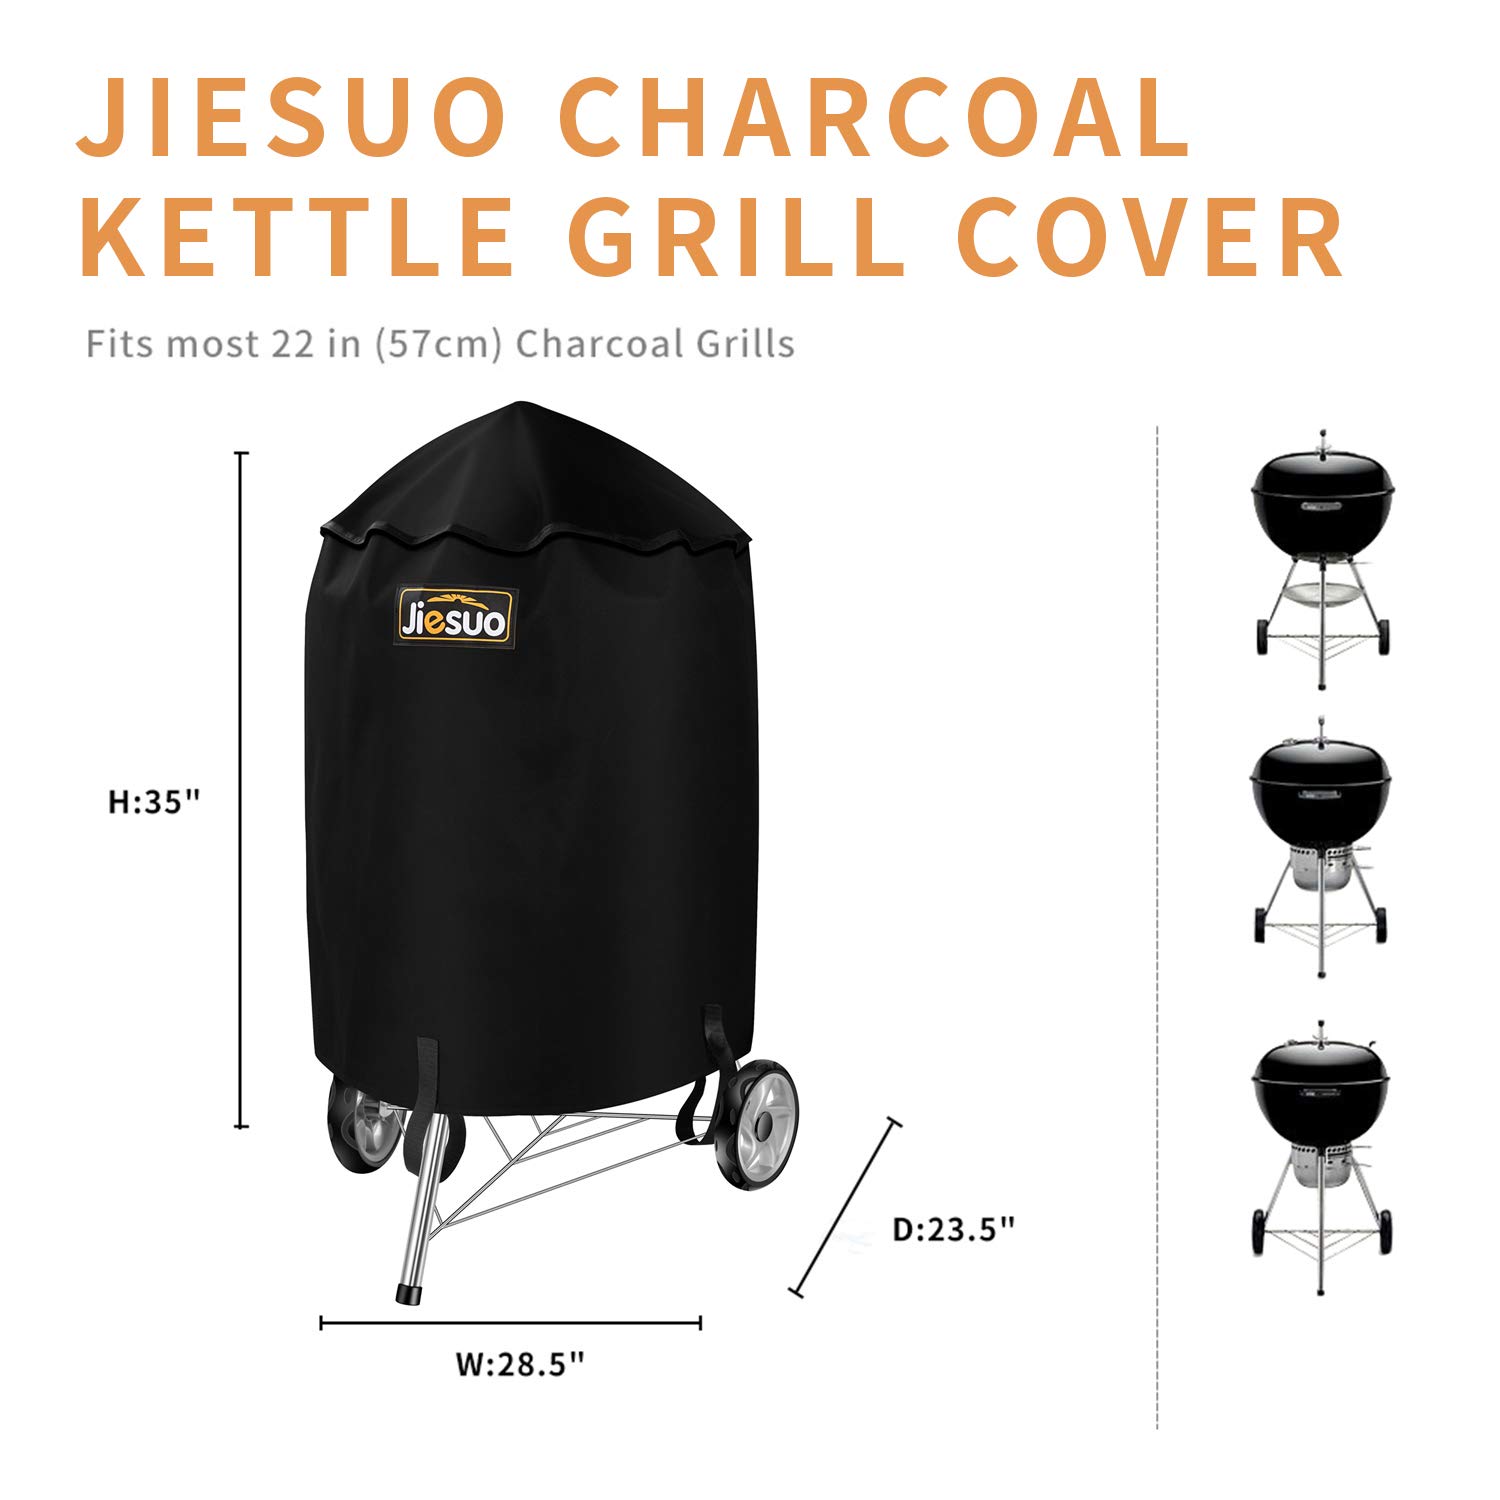 JIESUO CHARCOAL
KETTLE GRILL COVER
Fits most 22 in (57cm) Charcoal Grills
Jiesuo
H:35"
D:23.5"
W:28.5"